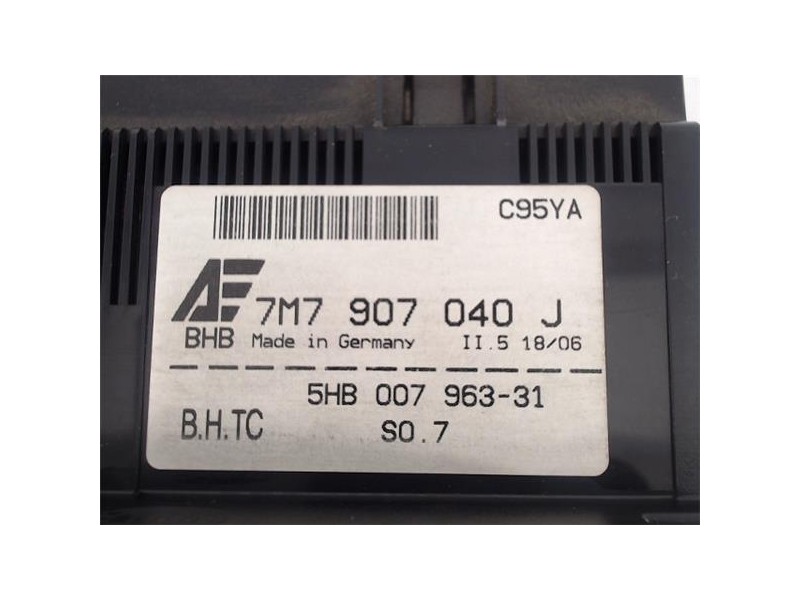 C95YA
AE 7M7 907 040 J
BHB Made in Germany II.5 18/06
5HB 007 963-31
B.H.TC S0.7